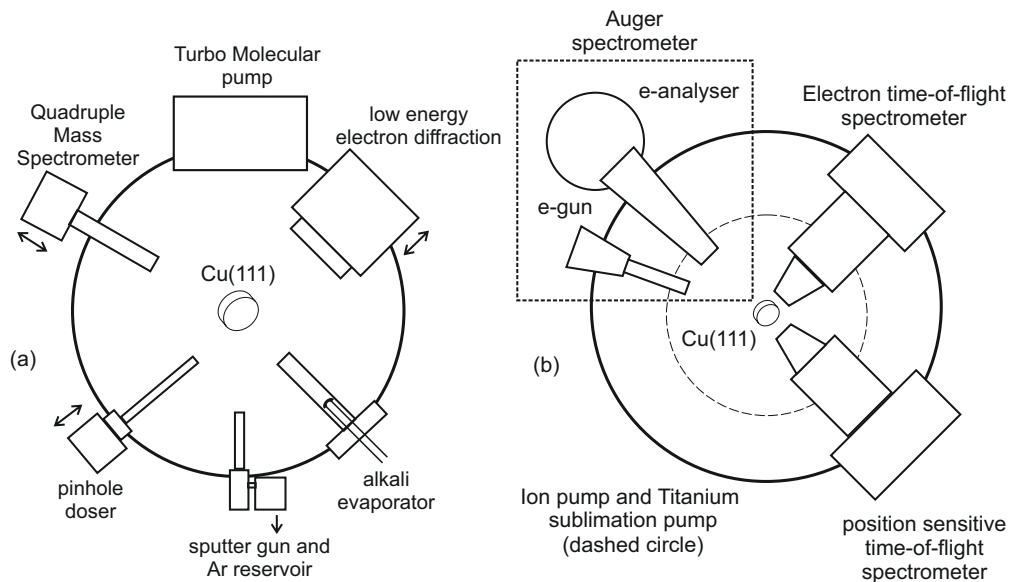 Turbo Molecular
pump
Quadruple
Mass
Spectrometer
low energy
electron diffraction
Cu(111)
(a)
pinhole
doser
sputter gun and
Ar reservoir
alkali
evaporator
Auger
spectrometer
e-analyser
e-gun
Electron time-of-flight
spectrometer
Cu(111)
(b)
Ion pump and Titanium
sublimation pump
(dashed circle)
position sensitive
time-of-flight
spectrometer